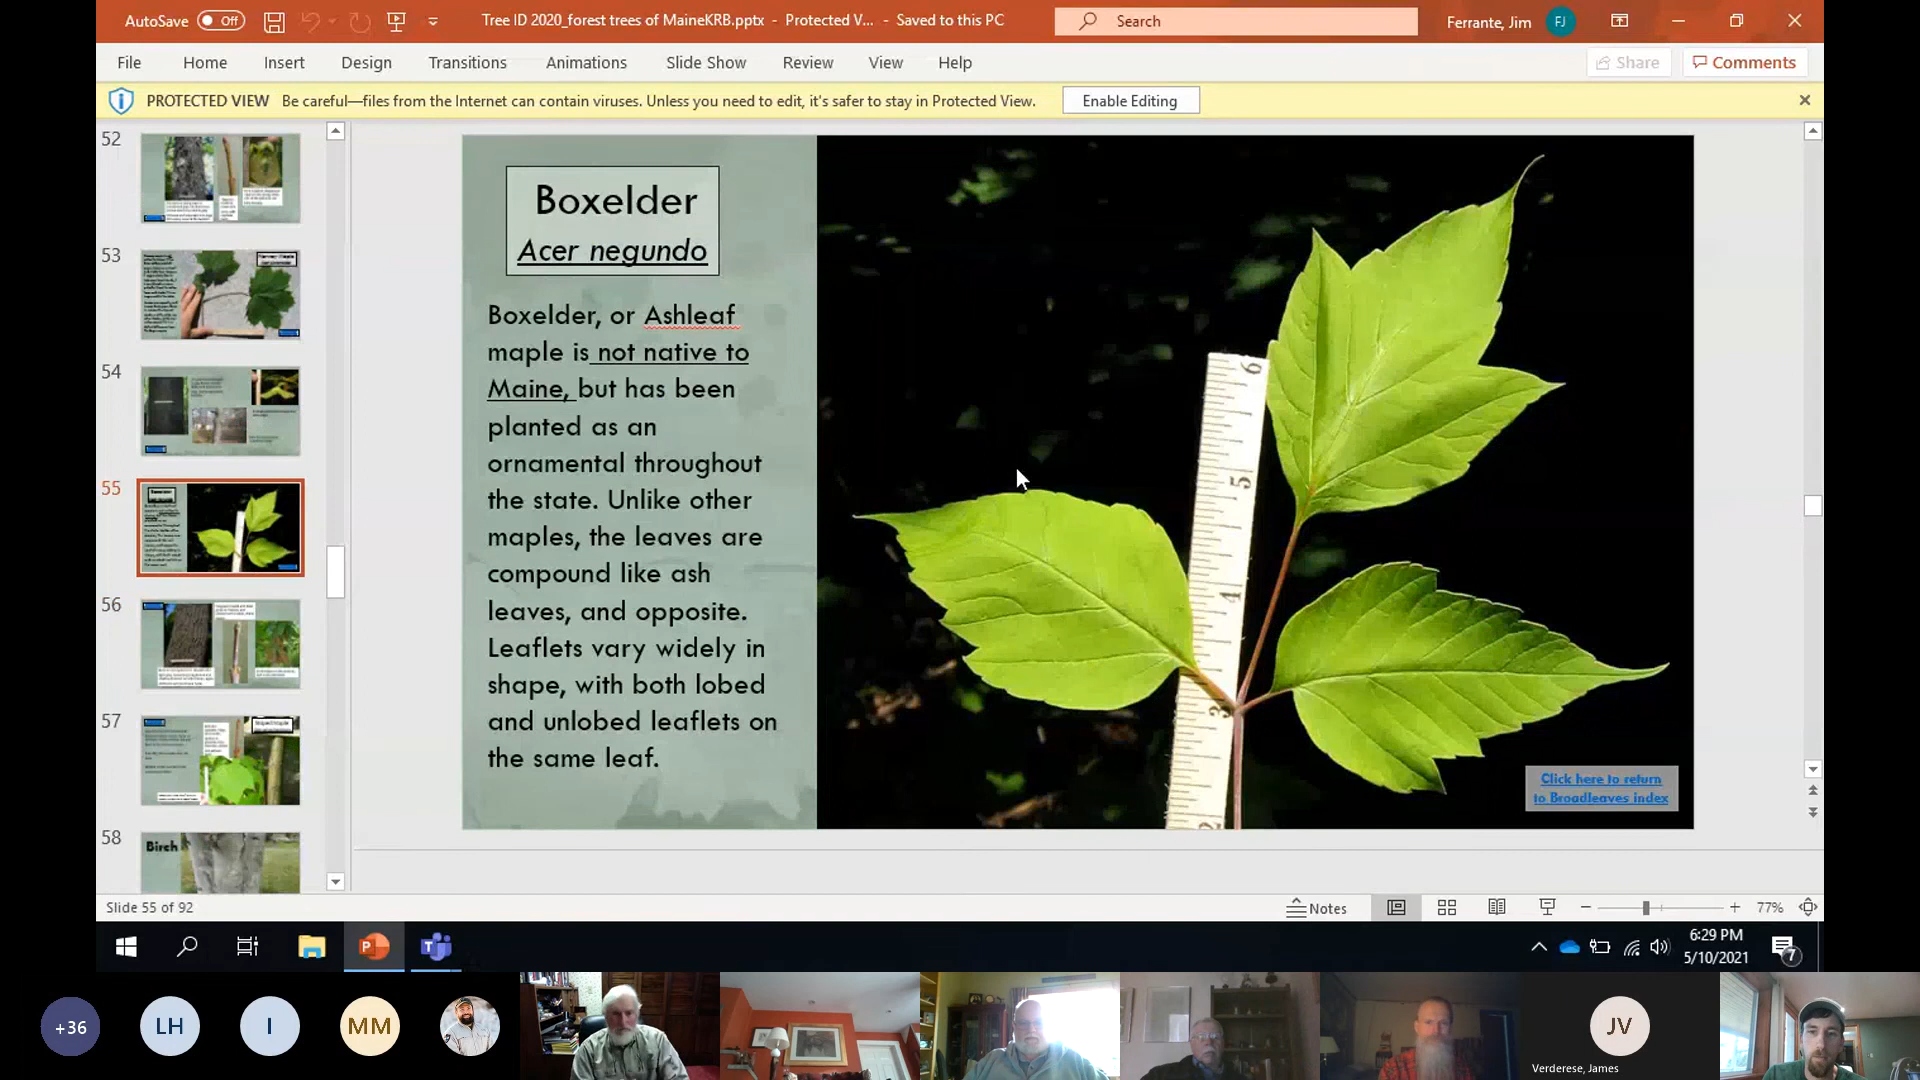 AutoSave Off Tree ID 2020_forest trees of MaineKRB.pptx - Protected V... - Saved to this PC Search Ferrante, Jim FJ
File Home Insert Design Transitions Animations Slide Show Review View Help Share Comments
PROTECTED VIEW Be careful—files from the Internet can contain viruses. Unless you need to edit, it's safer to stay in Protected View. Enable Editing
52
53
54
55
56
57
58
Birch
Boxelder
Acer negundo
Boxelder, or Ashleaf
maple is not native to
Maine, but has been
planted as an
ornamental throughout
the state. Unlike other
maples, the leaves are
compound like ash
leaves, and opposite.
Leaflets vary widely in
shape, with both lobed
and unlobed leaflets on
the same leaf.
6
5
4
3
2
Click here to return
to Broadleaves index
Slide 55 of 92 Notes 77%
6:29 PM
5/10/2021
7
+36 LH I MM JV
Verderese, James